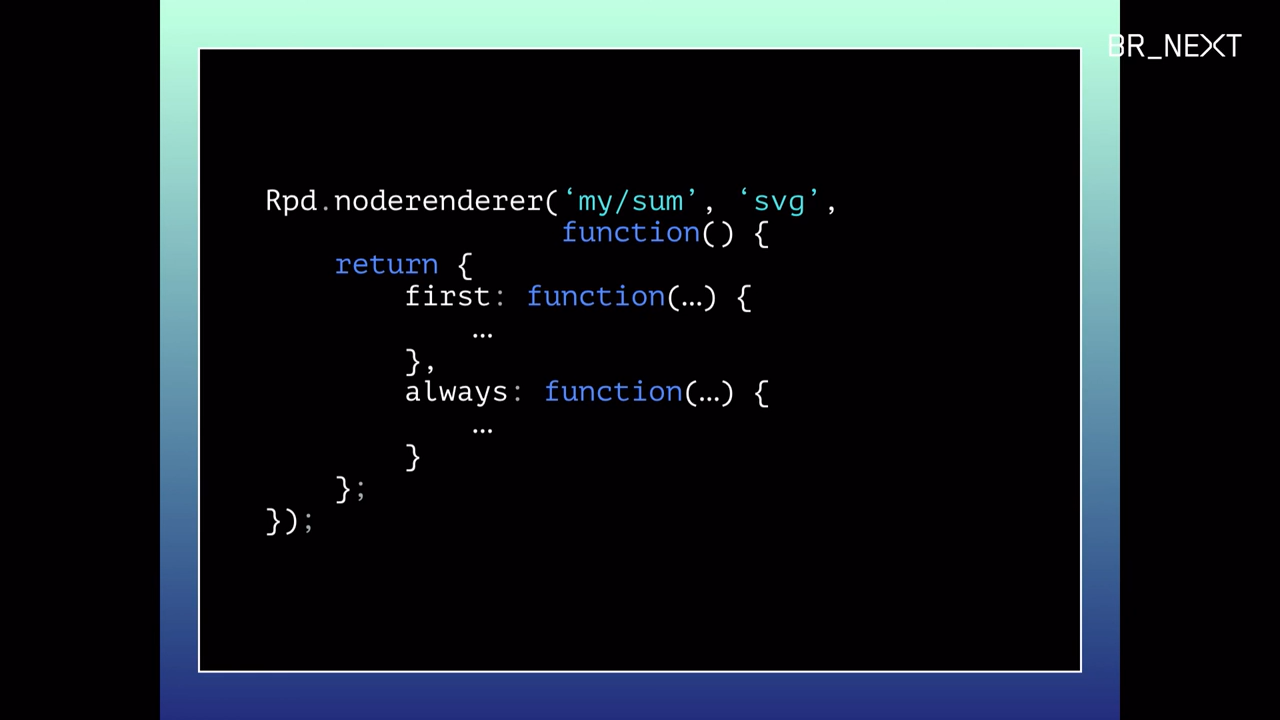 BR_NEXT
Rpd.noderenderer(‘my/sum’, ‘svg’,
function() {
return {
first: function(…) {
…
},
always: function(…) {
…
}
};
});